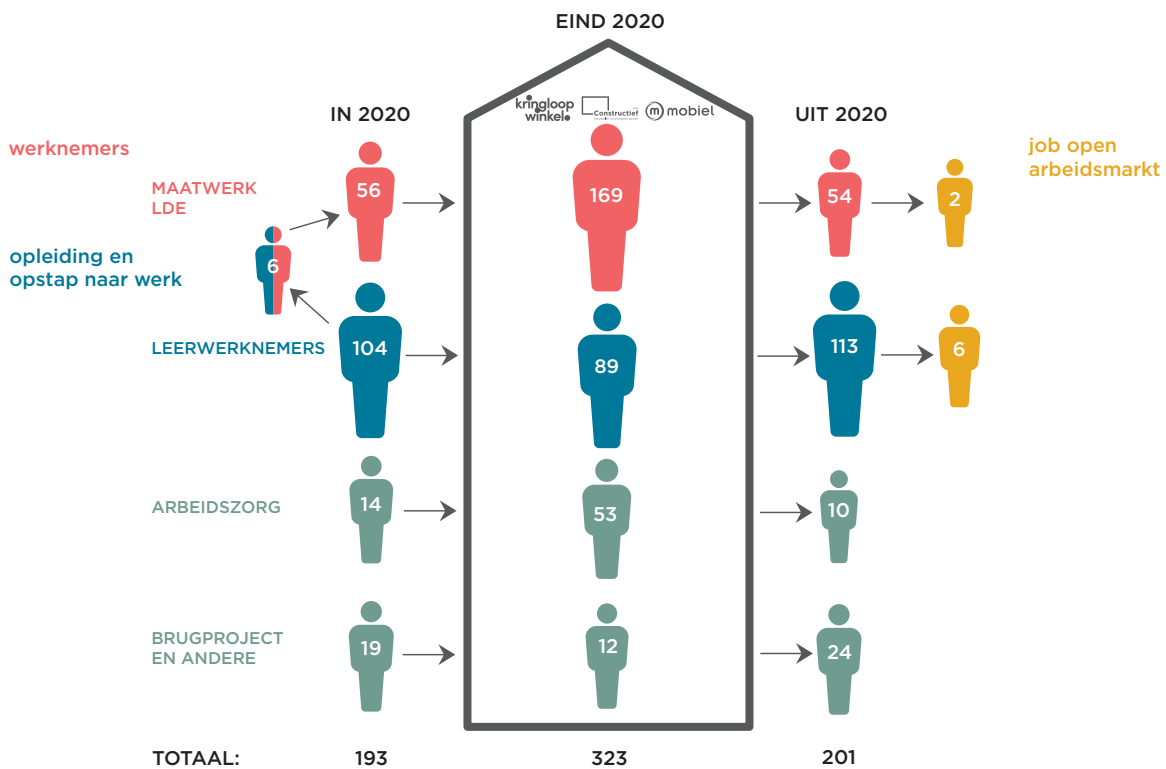 EIND 2020
kringloop
winkel
Constructief
mobiel
IN 2020
UIT 2020
werknemers
job open
arbeidsmarkt
MAATWERK
LDE
56
169
54
2
opleiding en
opstap naar werk
6
LEERWERKNEMERS
104
89
113
6
ARBEIDSZORG
14
53
10
BRUGPROJECT
EN ANDERE
19
12
24
TOTAAL:
193
323
201